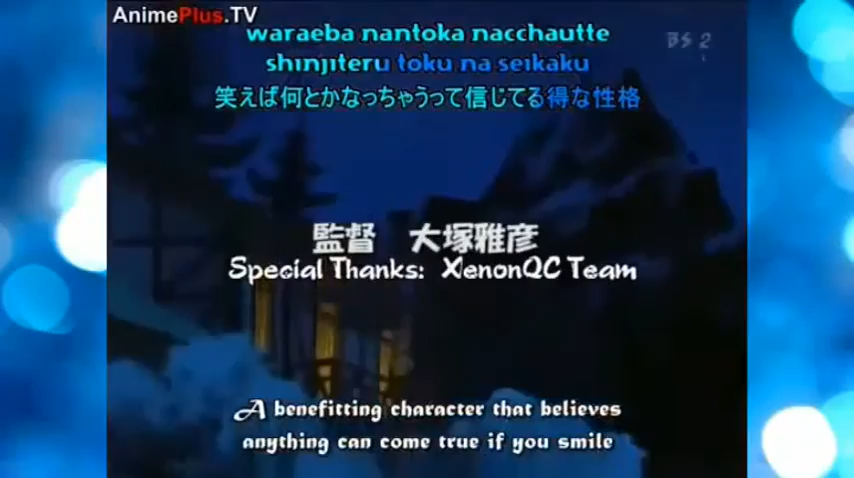 AnimePlus.TV
BS 2
waraeba nantoka nacchautte
shinjiteru toku na seikaku
笑えば何とかなっちゃうって信じてる得な性格
監督　大塚雅彦
Special Thanks: XenonQC Team
A benefitting character that believes
anything can come true if you smile